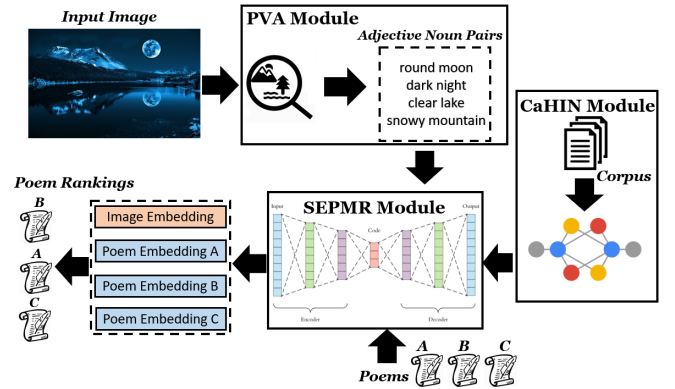 Input Image
PVA Module
Adjective Noun Pairs
round moon
dark night
clear lake
snowy mountain
CaHIN Module
Corpus
SEPMR Module
Input
Code
Output
Encoder
Decoder
Poem Rankings
B
A
C
Image Embedding
Poem Embedding A
Poem Embedding B
Poem Embedding C
Poems
A B C